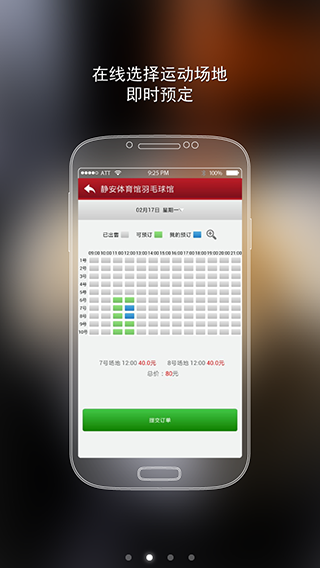 在线选择运动场地
即时预定
ATT 9:25 PM 100%
静安体育馆羽毛球馆
02月17日 星期一
已出售 可预订 我的预订
09:00 10:00 11:00 12:00 13:00 14:00 15:00 16:00 17:00 18:00 19:00 20:00 21:00
1号
2号
3号
4号
5号
6号
7号
8号
9号
10号
7号场地 12:00 40.0元 8号场地 12:00 40.0元
总价：80元
提交订单